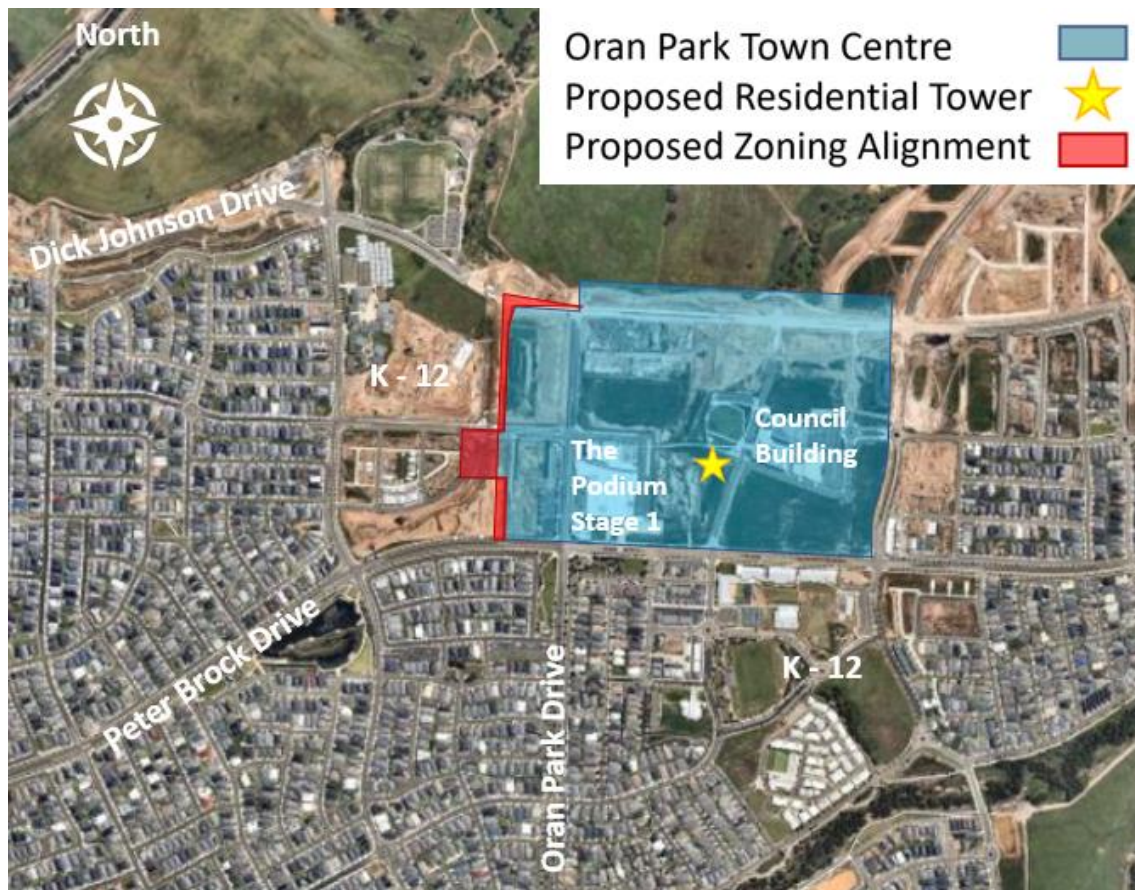 North
Oran Park Town Centre
Proposed Residential Tower
Proposed Zoning Alignment
Dick Johnson Drive
K - 12
Council
Building
The
Podium
Stage 1
Peter Brock Drive
Oran Park Drive
K - 12